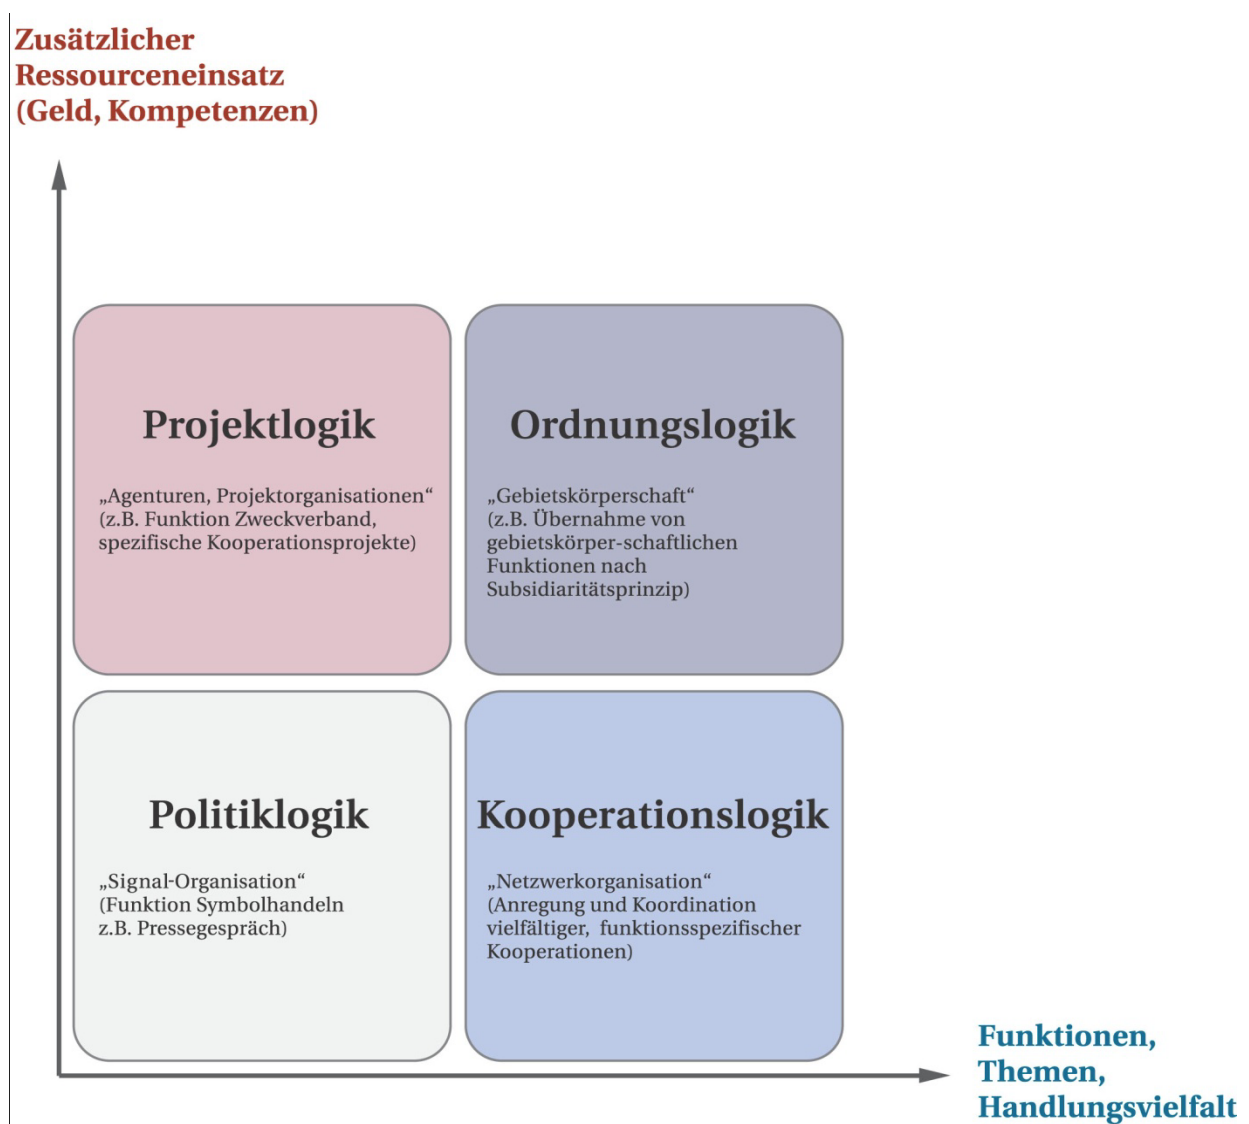 Zusätzlicher
Ressourceneinsatz
(Geld, Kompetenzen)
Projektlogik
„Agenturen, Projektorganisationen“
(z.B. Funktion Zweckverband,
spezifische Kooperationsprojekte)
Ordnungslogik
„Gebietskörperschaft“
(z.B. Übernahme von
gebietskörper-schaftlichen
Funktionen nach
Subsidiaritätsprinzip)
Politiklogik
„Signal-Organisation“
(Funktion Symbolhandeln
z.B. Pressegespräch)
Kooperationslogik
„Netzwerkorganisation“
(Anregung und Koordination
vielfältiger, funktionsspezifischer
Kooperationen)
Funktionen,
Themen,
Handlungsvielfalt